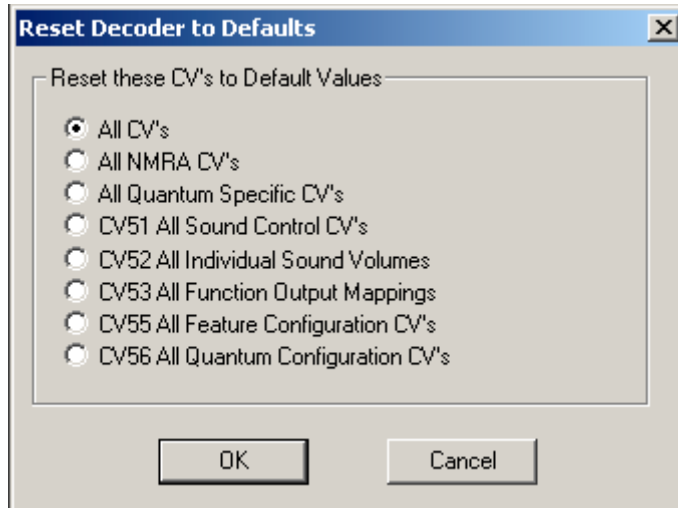 Reset Decoder to Defaults
Reset these CV's to Default Values
All CV's
All NMRA CV's
All Quantum Specific CV's
CV51 All Sound Control CV's
CV52 All Individual Sound Volumes
CV53 All Function Output Mappings
CV55 All Feature Configuration CV's
CV56 All Quantum Configuration CV's
OK Cancel